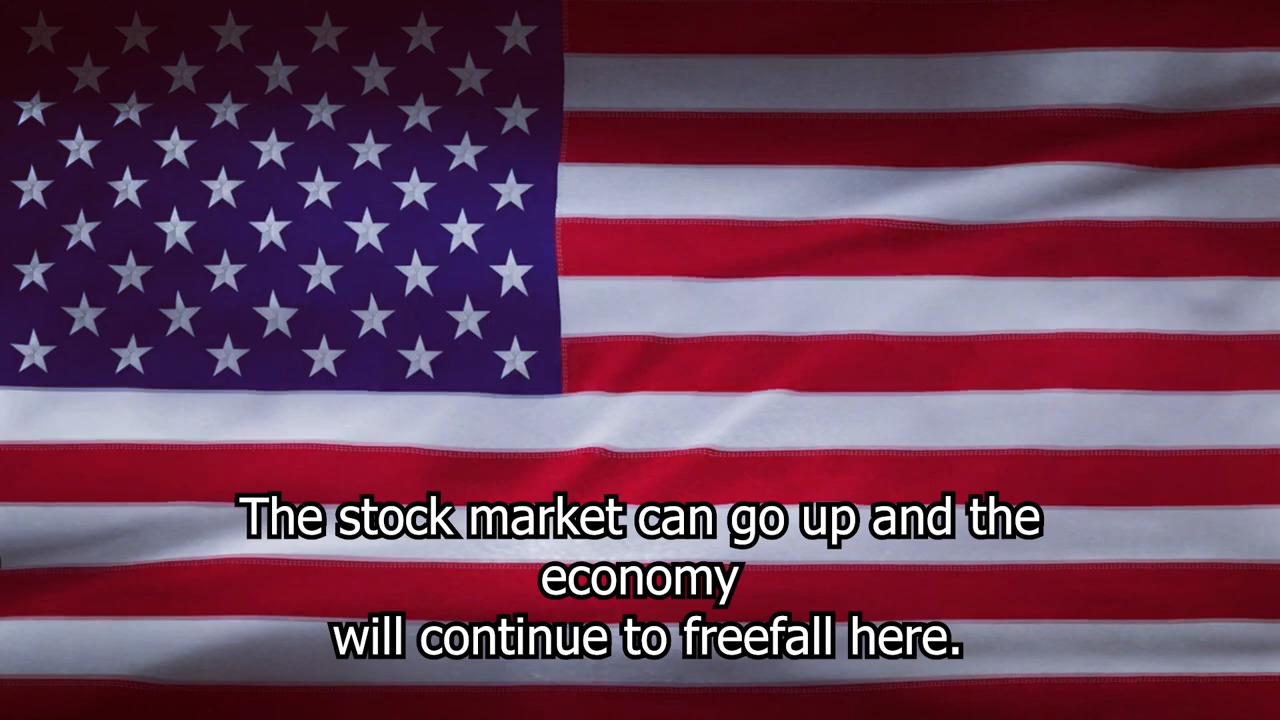 The stock market can go up and the
economy
will continue to freefall here.